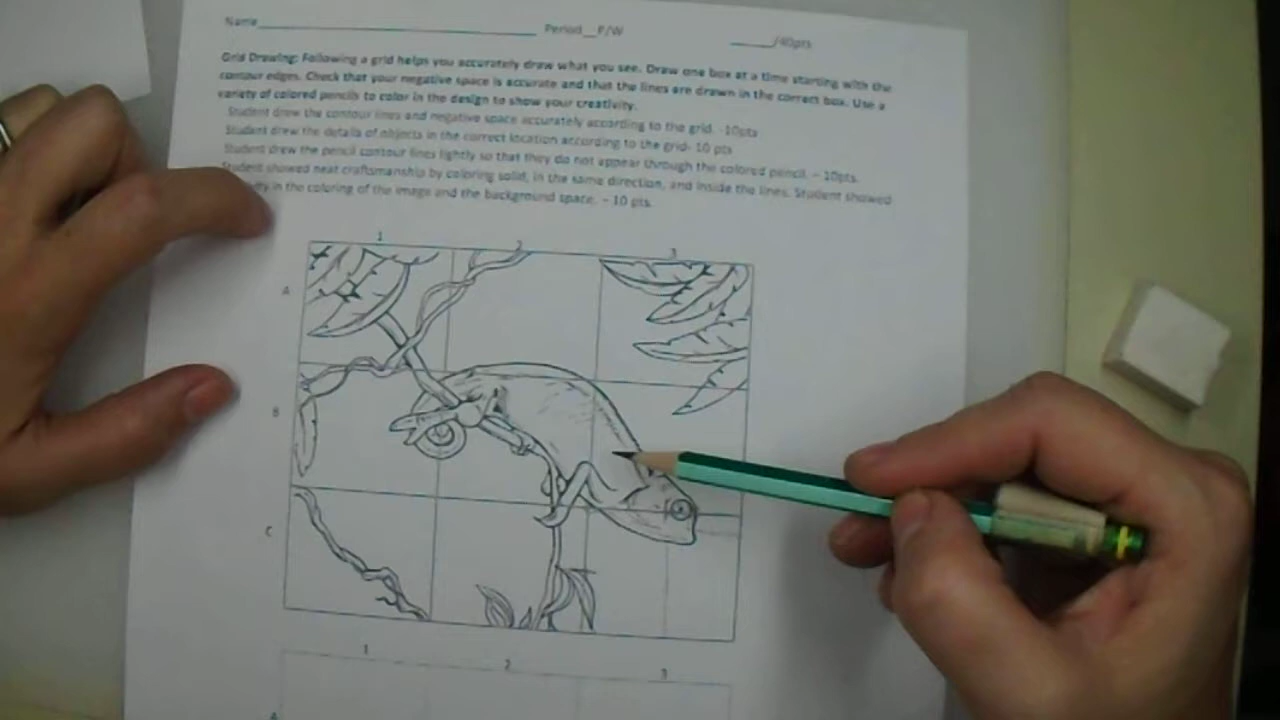 Name_______________ Period__F/W _____/40pts
Grid Drawing: Following a grid helps you accurately draw what you see. Draw one box at a time starting with the
contour edges. Check that your negative space is accurate and that the lines are drawn in the correct box. Use a
variety of colored pencils to color in the design to show your creativity.
Student drew the contour lines and negative space accurately according to the grid. -10pts
Student drew the details of objects in the correct location according to the grid- 10 pts
Student drew the pencil contour lines lightly so that they do not appear through the colored pencil. – 10pts.
Student showed neat craftsmanship by coloring solid, in the same direction, and inside the lines. Student showed
in the coloring of the image and the background space. – 10 pts.
1 2 3
A
B
C
1 2 3
A